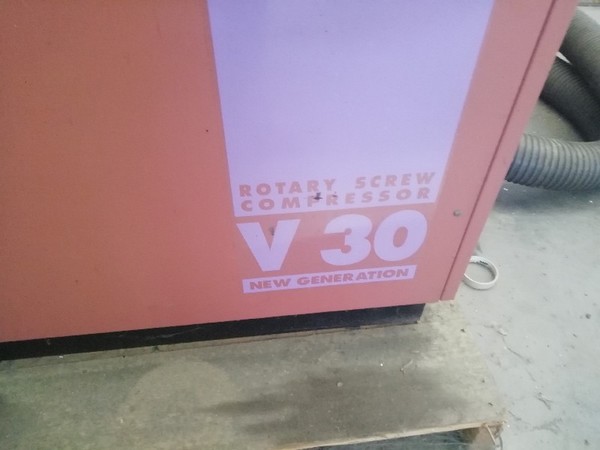 ROTARY SCREW
COMPRESSOR
V 30
NEW GENERATION